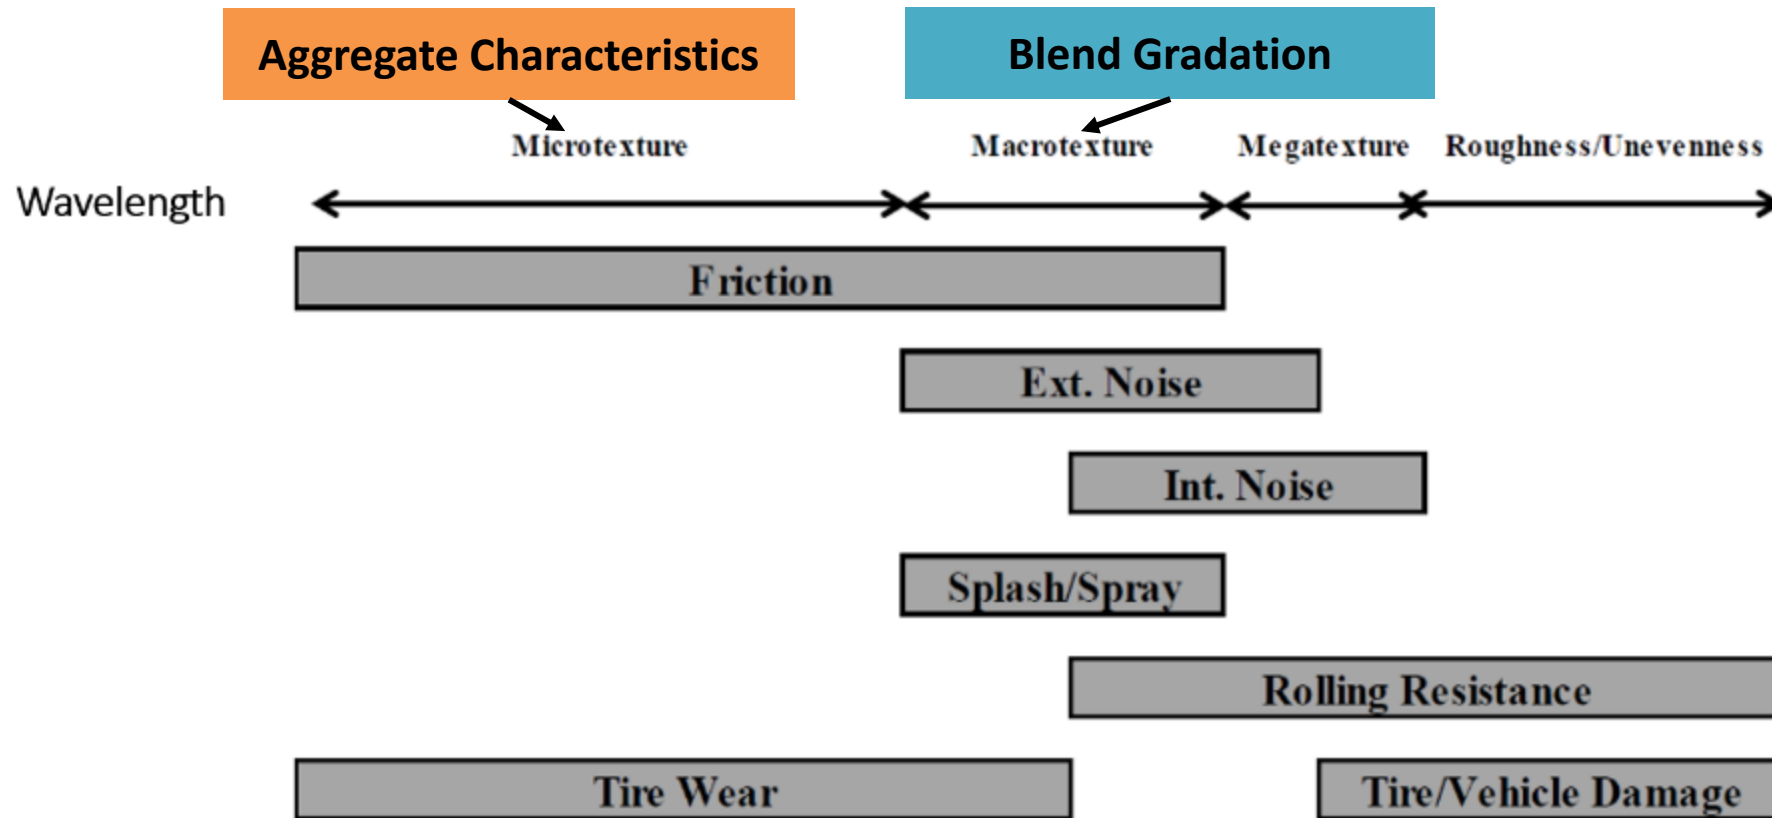 Aggregate Characteristics
Blend Gradation
Microtexture
Macrotexture
Megatexture
Roughness/Unevenness
Wavelength
Friction
Ext. Noise
Int. Noise
Splash/Spray
Rolling Resistance
Tire Wear
Tire/Vehicle Damage